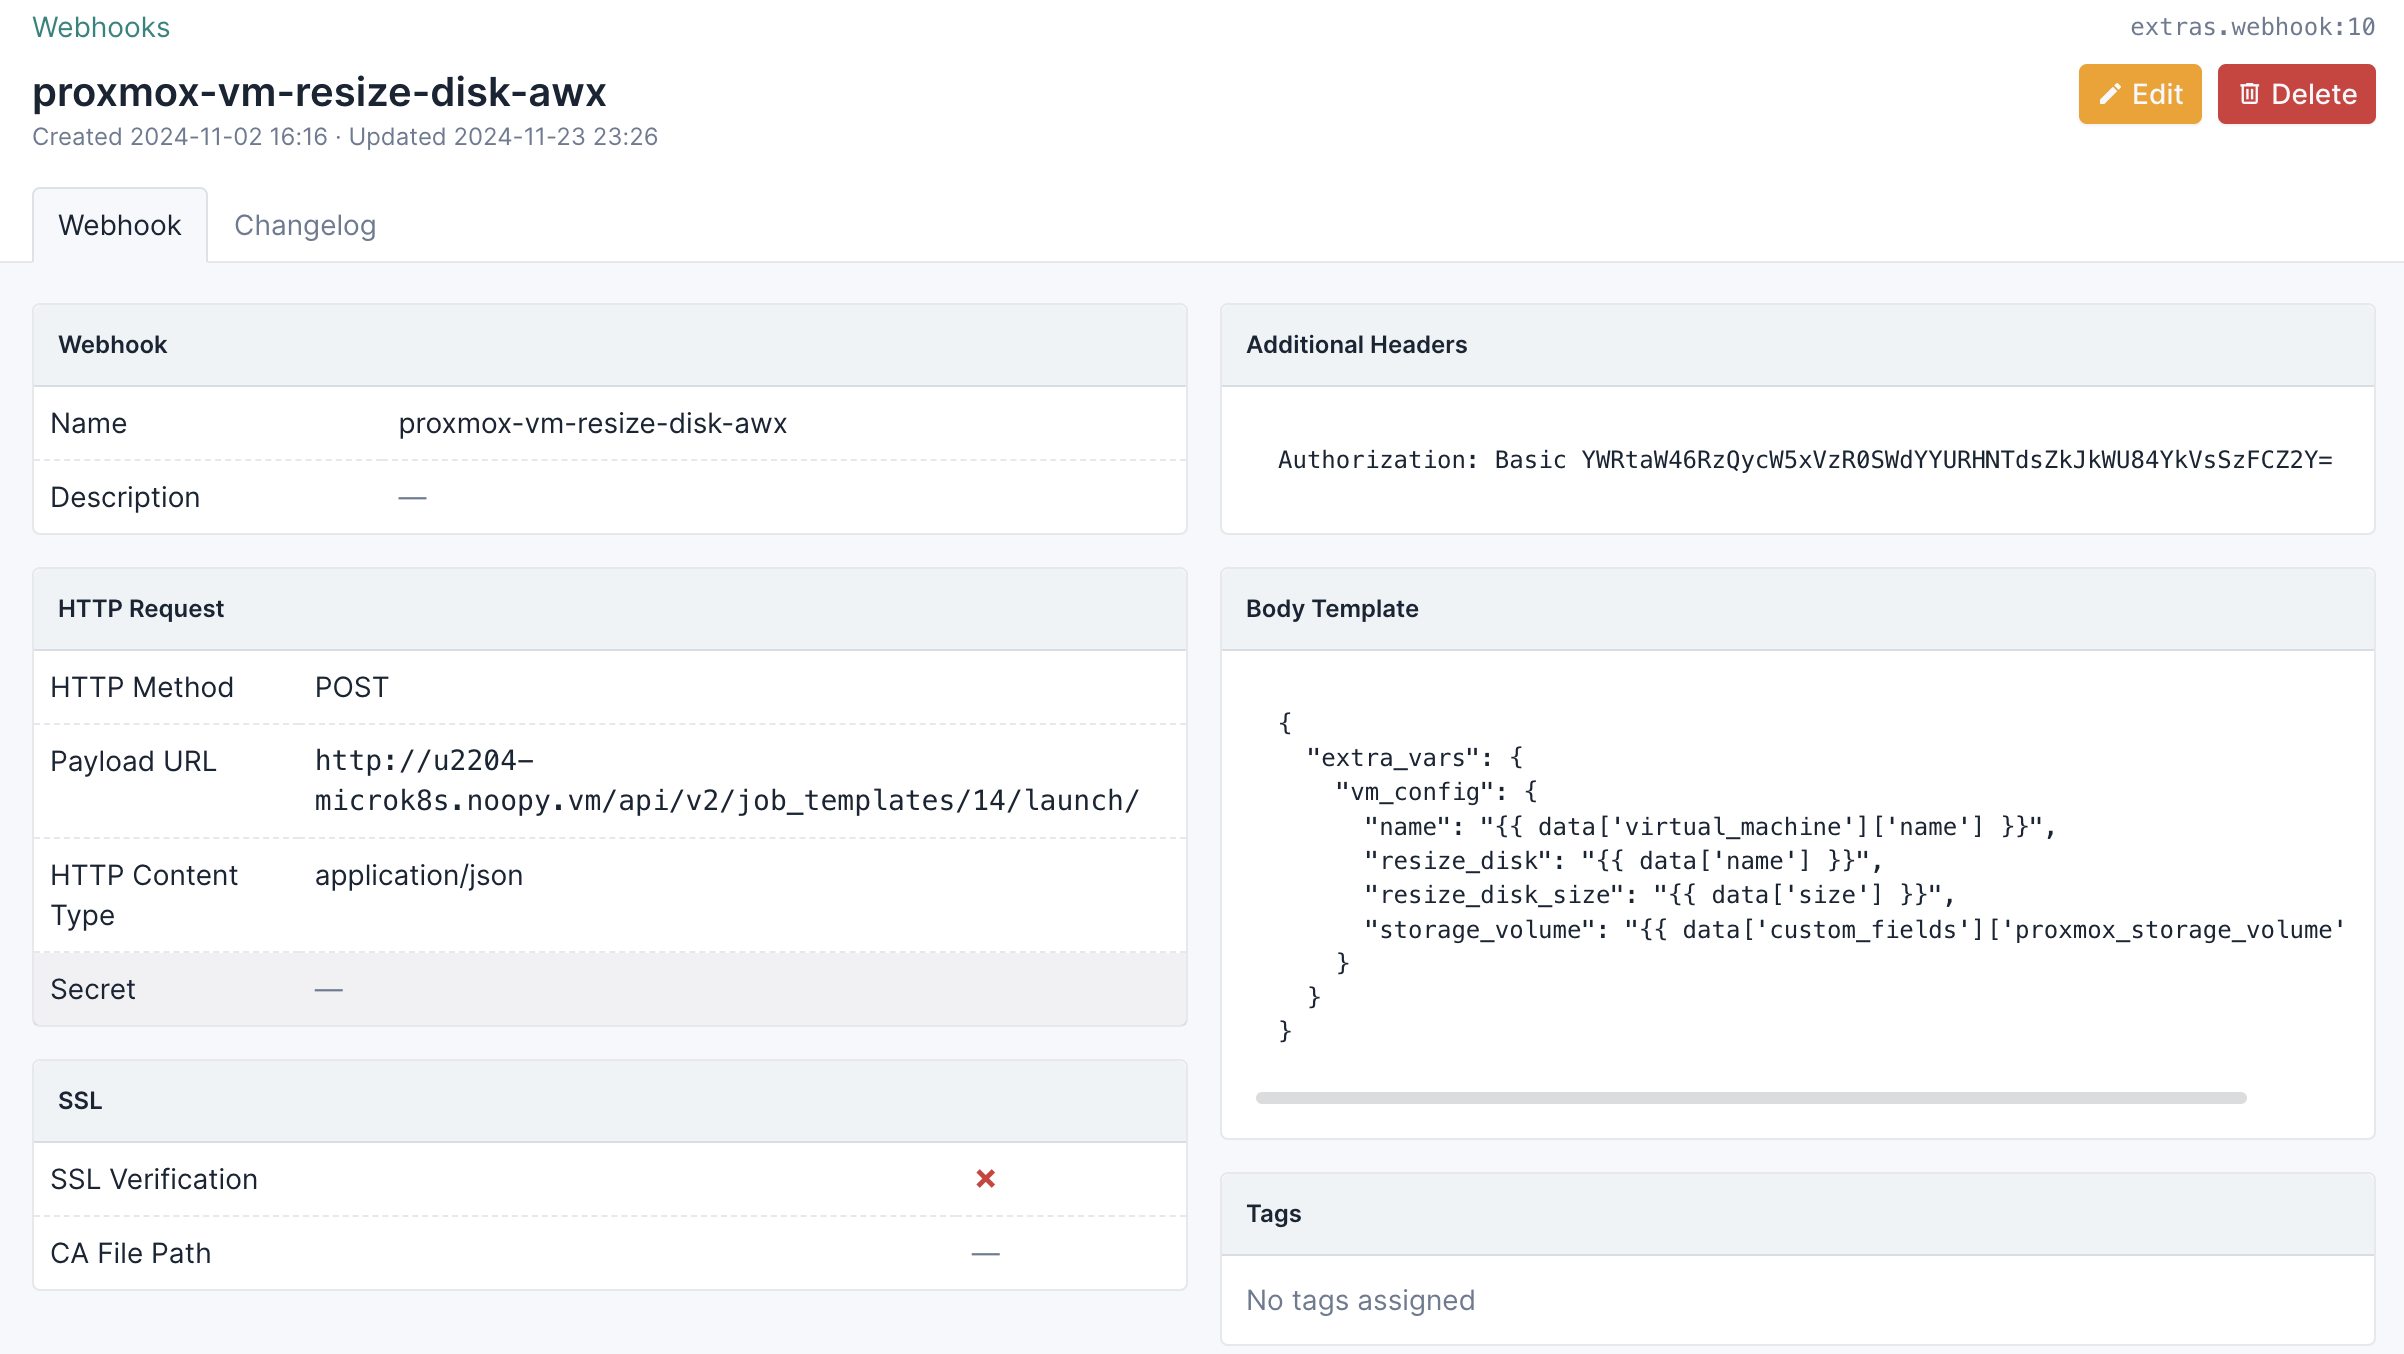 Webhooks
extras.webhook:10
proxmox-vm-resize-disk-awx
Edit
Delete
Created 2024-11-02 16:16 · Updated 2024-11-23 23:26
Webhook
Changelog
Webhook
Name
proxmox-vm-resize-disk-awx
Description
—
HTTP Request
HTTP Method
POST
Payload URL
http://u2204-
microk8s.noopy.vm/api/v2/job_templates/14/launch/
HTTP Content
Type
application/json
Secret
—
SSL
SSL Verification
CA File Path
—
Additional Headers
Authorization: Basic YWRtaW46RzQycW5xVzR0SWdYYURHNTdsZkJkWU84YkVsSzFCZ2Y=
Body Template
{
  "extra_vars": {
    "vm_config": {
      "name": "{{ data['virtual_machine']['name'] }}",
      "resize_disk": "{{ data['name'] }}",
      "resize_disk_size": "{{ data['size'] }}",
      "storage_volume": "{{ data['custom_fields']['proxmox_storage_volume'
    }
  }
}
Tags
No tags assigned